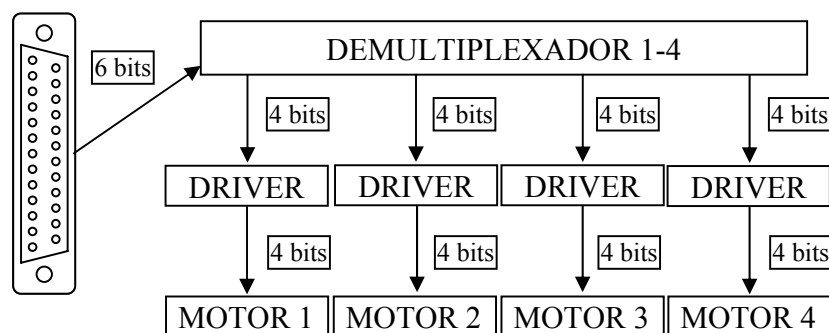 DEMULTIPLEXADOR 1-4
6 bits
4 bits 4 bits 4 bits 4 bits
DRIVER DRIVER DRIVER DRIVER
4 bits 4 bits 4 bits 4 bits
MOTOR 1 MOTOR 2 MOTOR 3 MOTOR 4